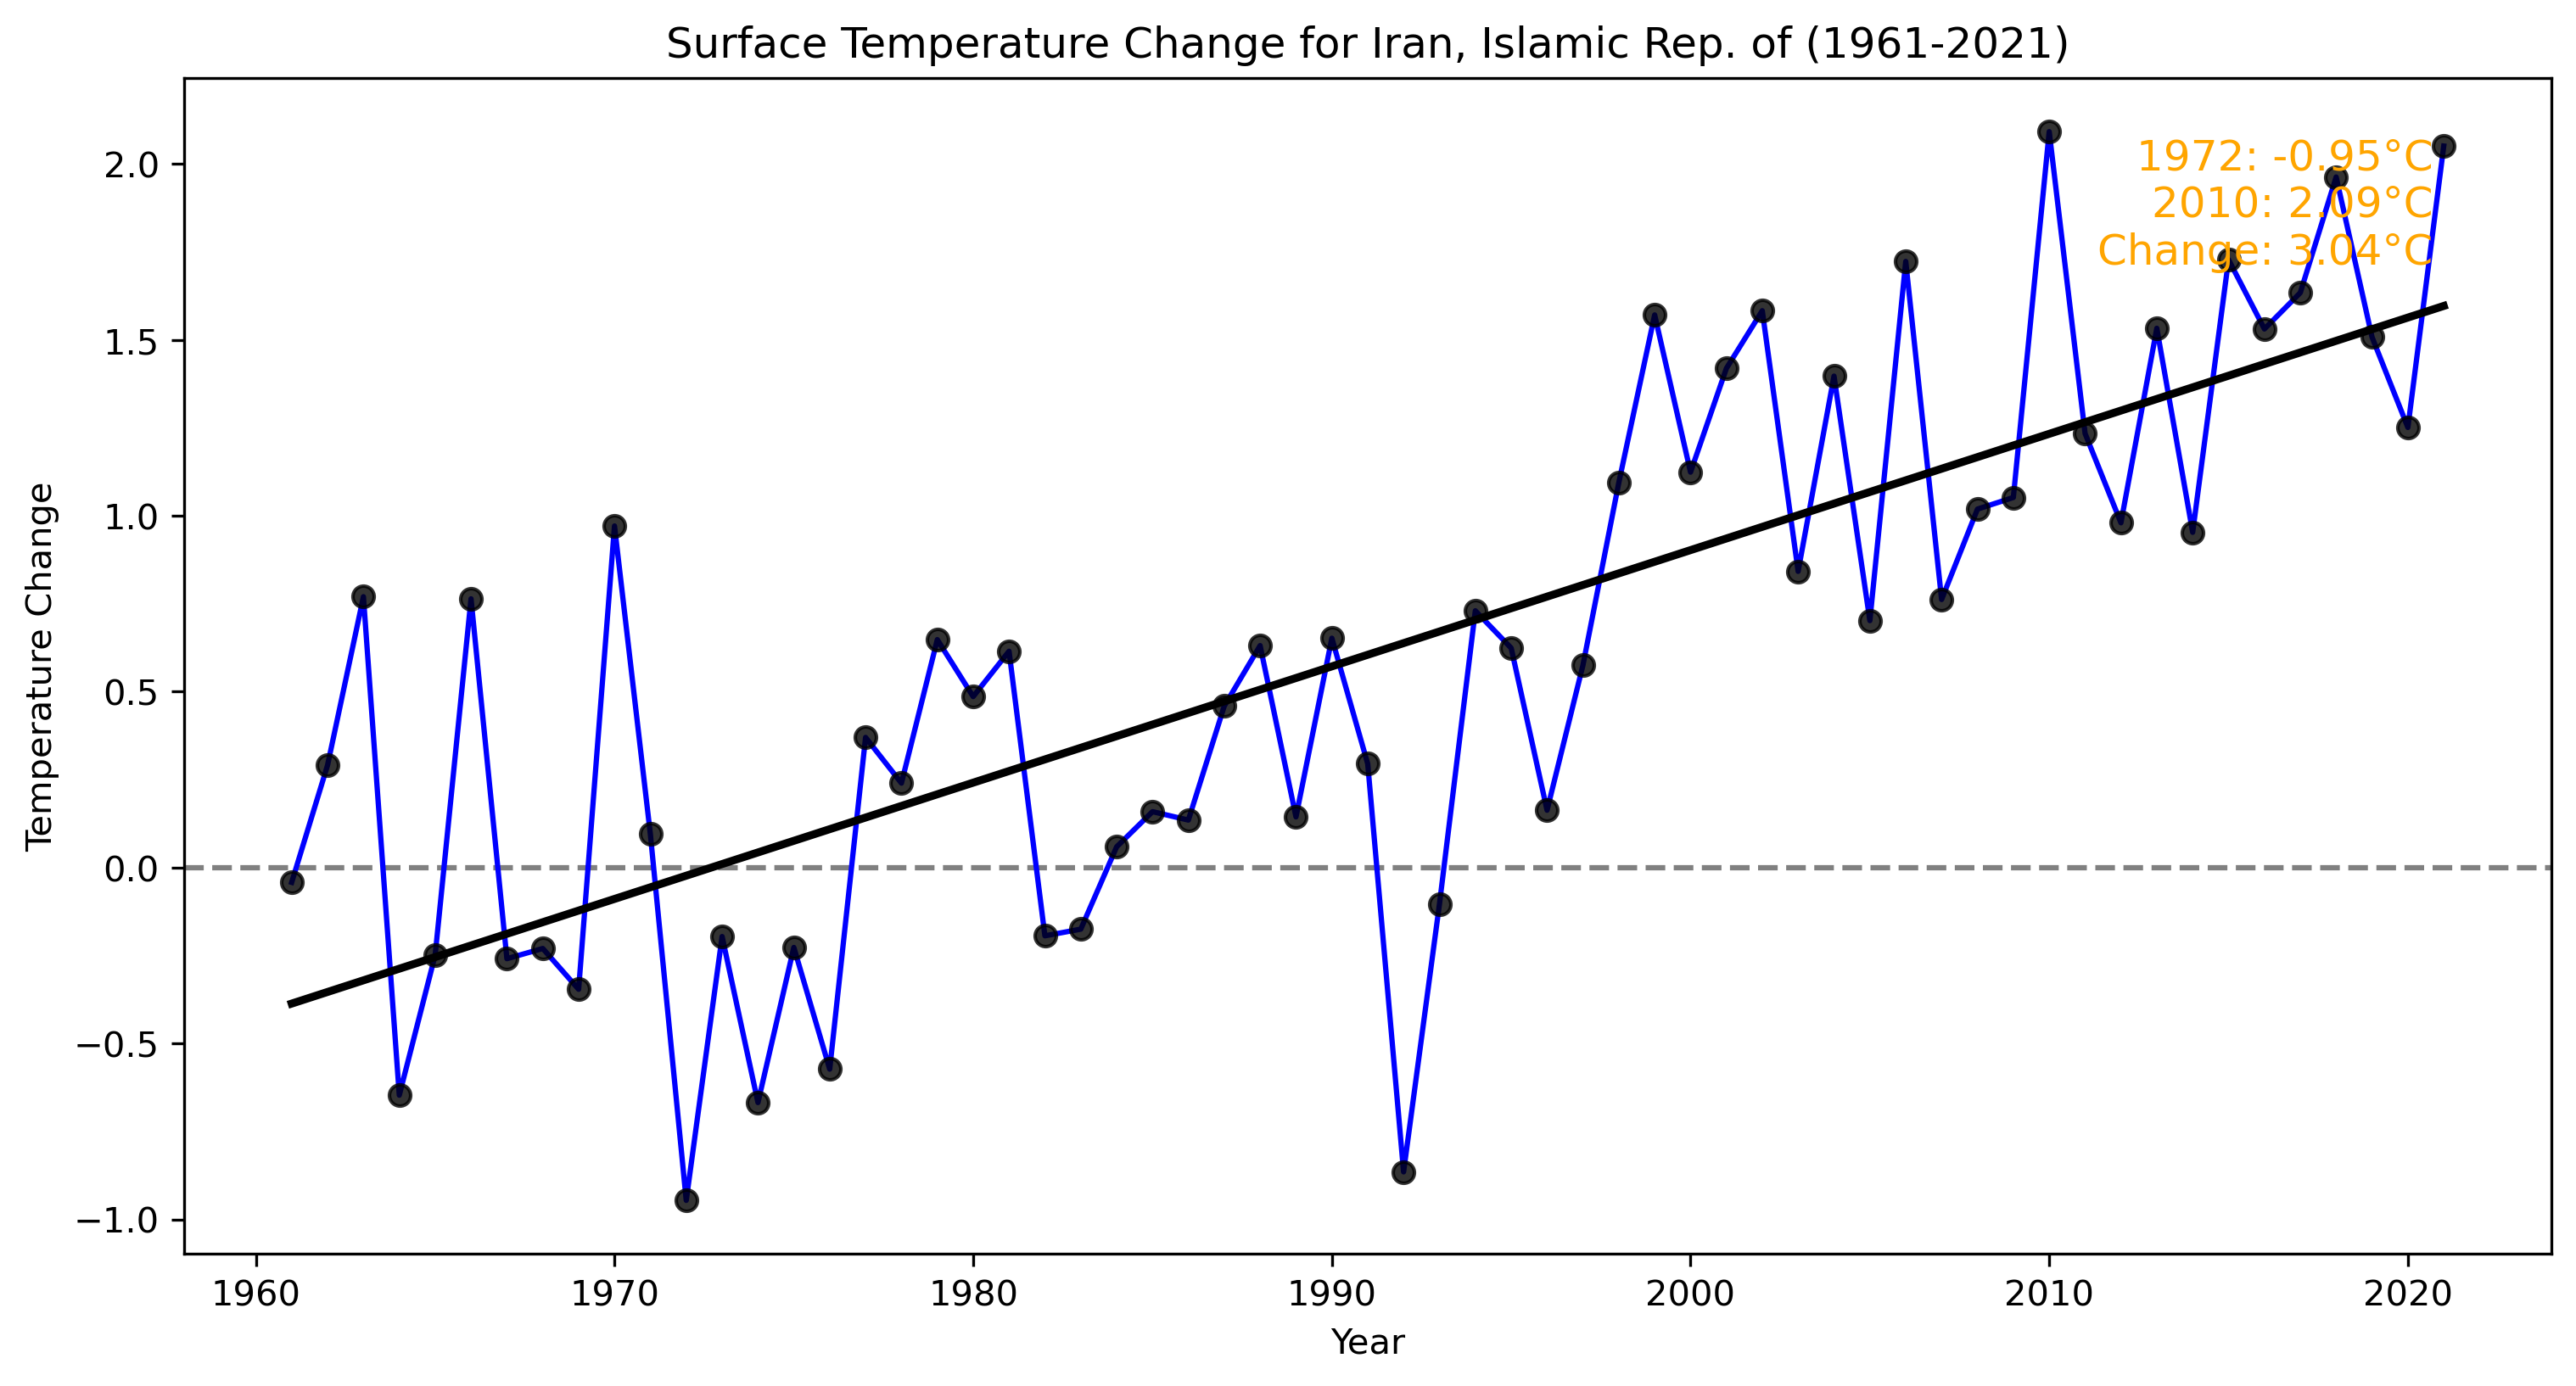 Surface Temperature Change for Iran, Islamic Rep. of (1961-2021)
1972: -0.95°C
2010: 2.09°C
Change: 3.04°C
Temperature Change
2.0
1.5
1.0
0.5
0.0
−0.5
−1.0
1960 1970 1980 1990 2000 2010 2020
Year